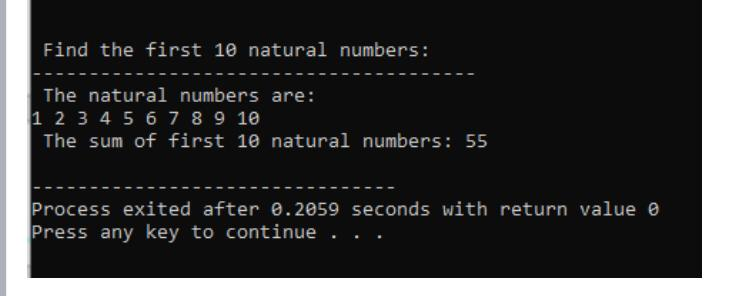 Find the first 10 natural numbers:
---------------------------------------
The natural numbers are:
1 2 3 4 5 6 7 8 9 10
The sum of first 10 natural numbers: 55
--------------------------------
Process exited after 0.2059 seconds with return value 0
Press any key to continue . . .